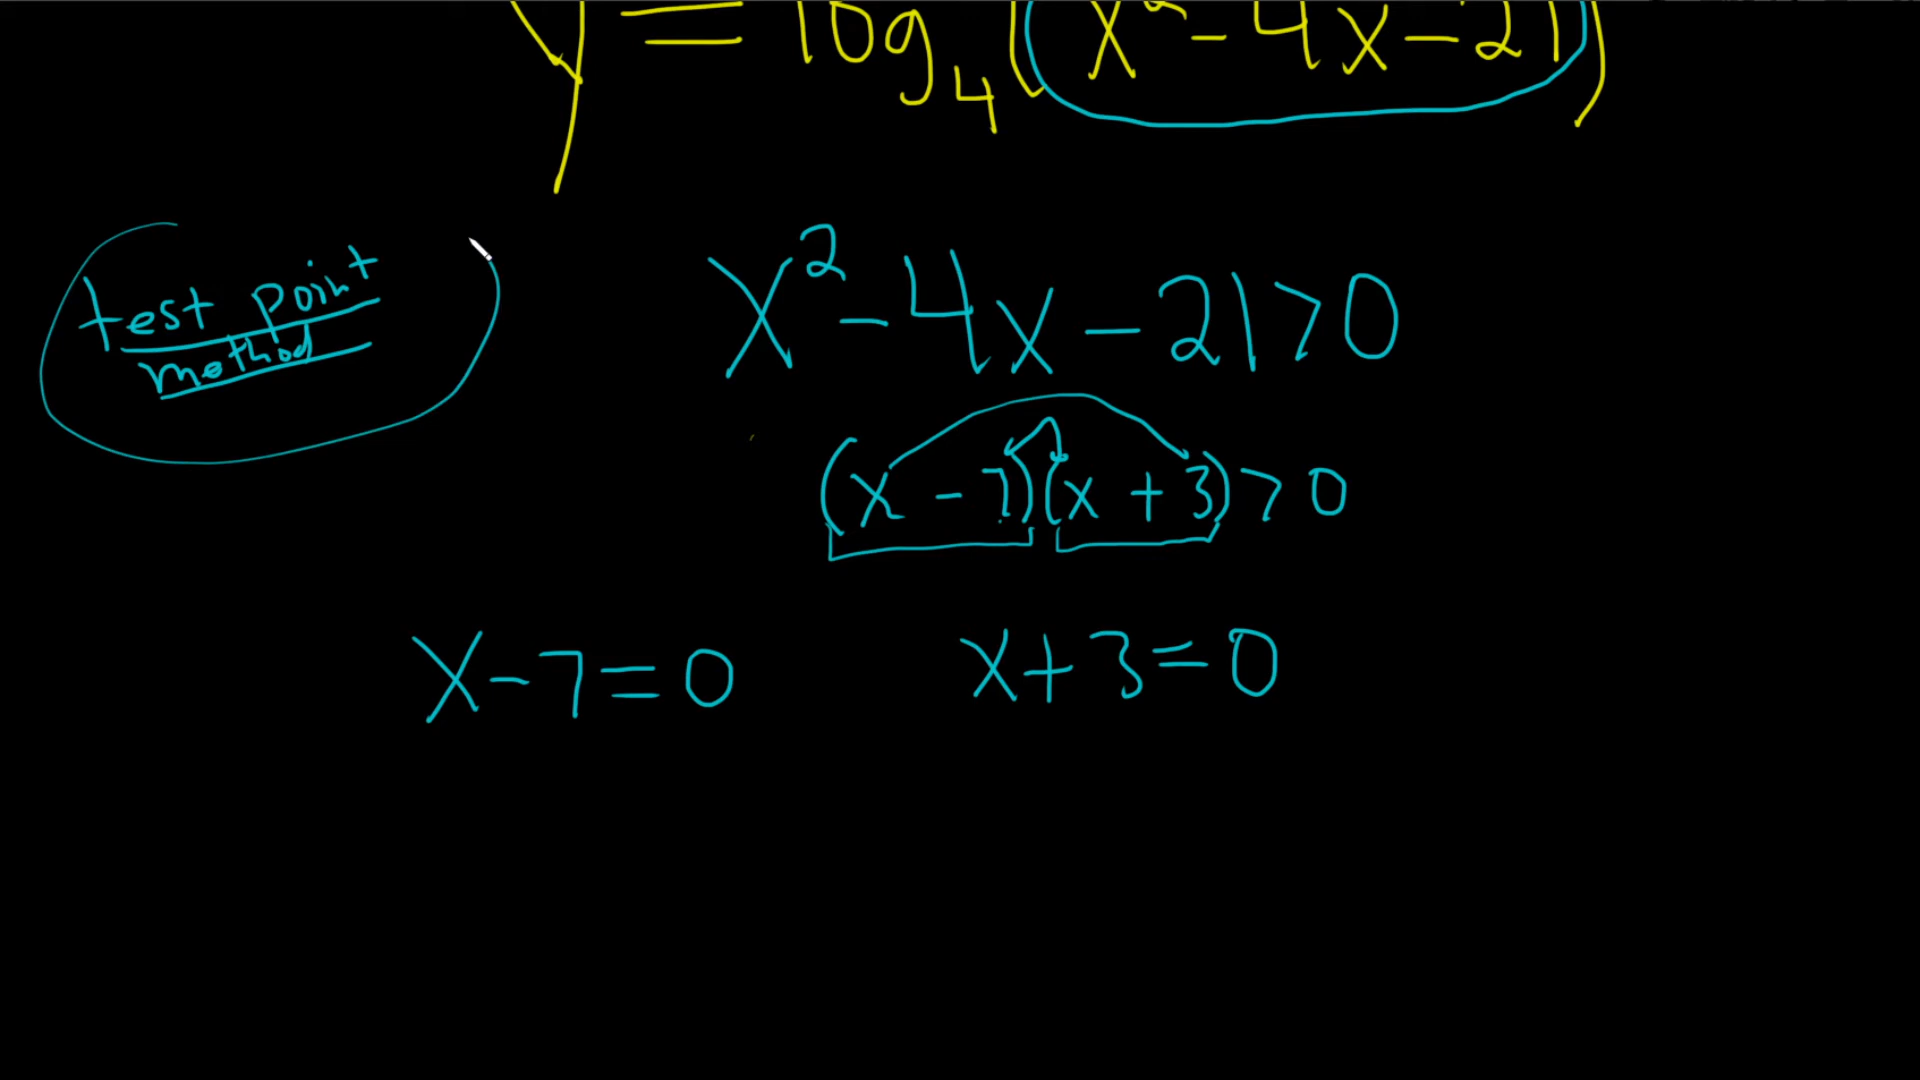 y = log₄(x² - 4x - 21)
test point
method
x² - 4x - 21 > 0
(x - 7)(x + 3) > 0
x - 7 = 0
x + 3 = 0